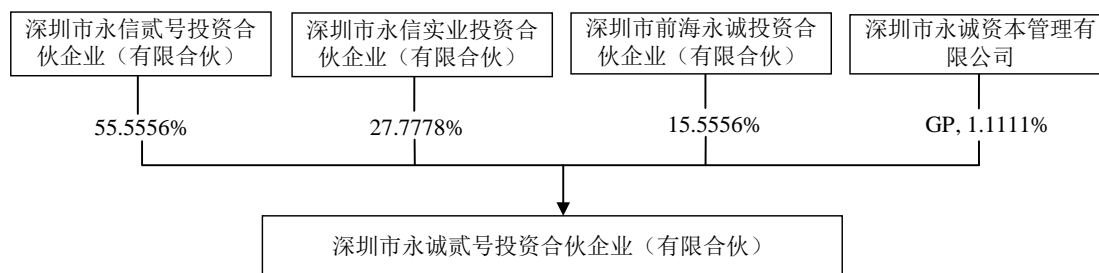 深圳市永信贰号投资合
伙企业（有限合伙）
深圳市永信实业投资合
伙企业（有限合伙）
深圳市前海永诚投资合
伙企业（有限合伙）
深圳市永诚资本管理有
限公司
55.5556%
27.7778%
15.5556%
GP, 1.1111%
深圳市永诚贰号投资合伙企业（有限合伙）